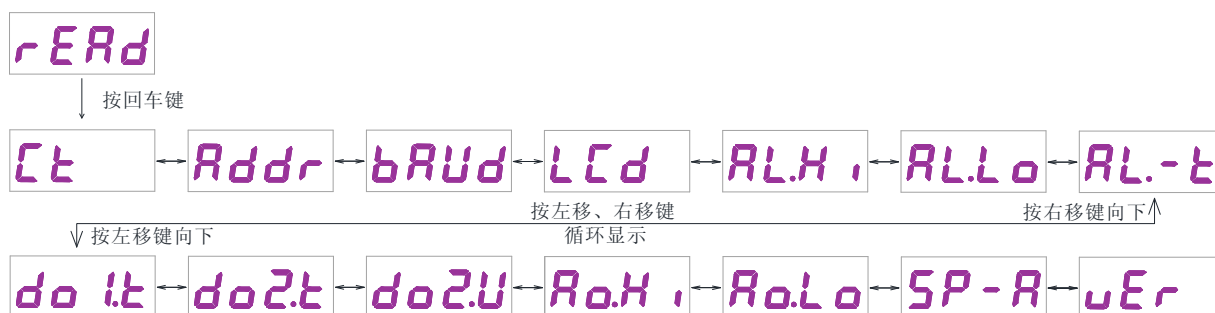 rEAd
按回车键
Ct Addr bAUd LCd AL.Hi AL.Lo AL.-t
按左移、右移键 按右移键向下
按左移键向下 循环显示
do1.t do2.t do2.U Ao.Hi Ao.Lo SP-A vEr